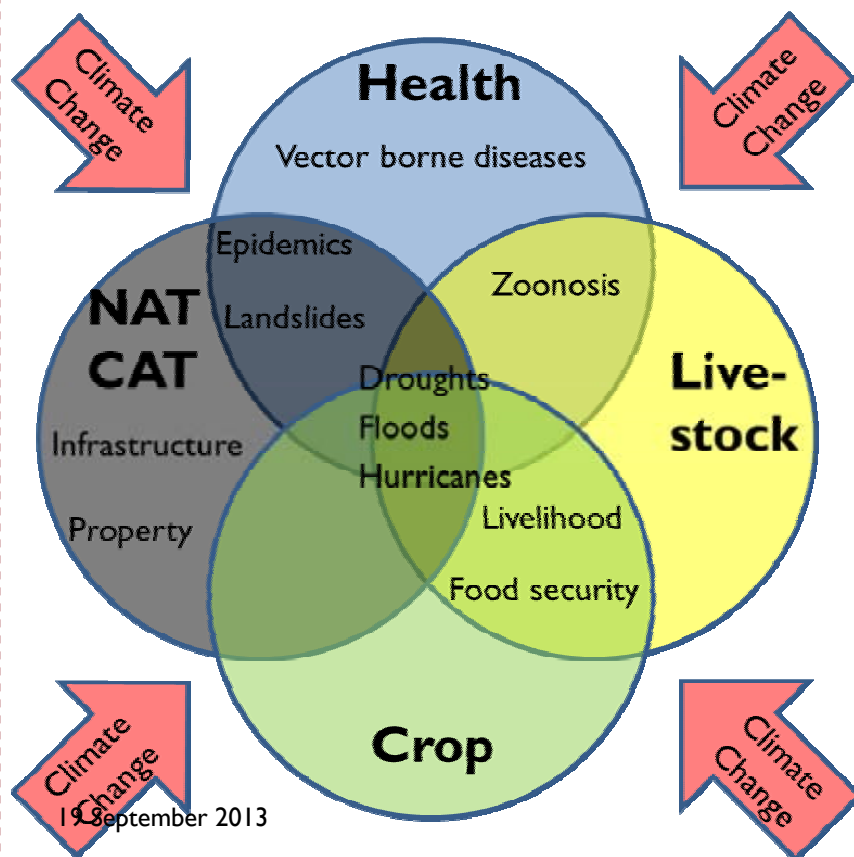 Climate
Change
Climate
Change
Health
Vector borne diseases
Epidemics
Zoonosis
NAT
CAT
Landslides
Live-
stock
Droughts
Floods
Hurricanes
Infrastructure
Property
Livelihood
Food security
Crop
Climate
Change
Climate
Change
19 September 2013